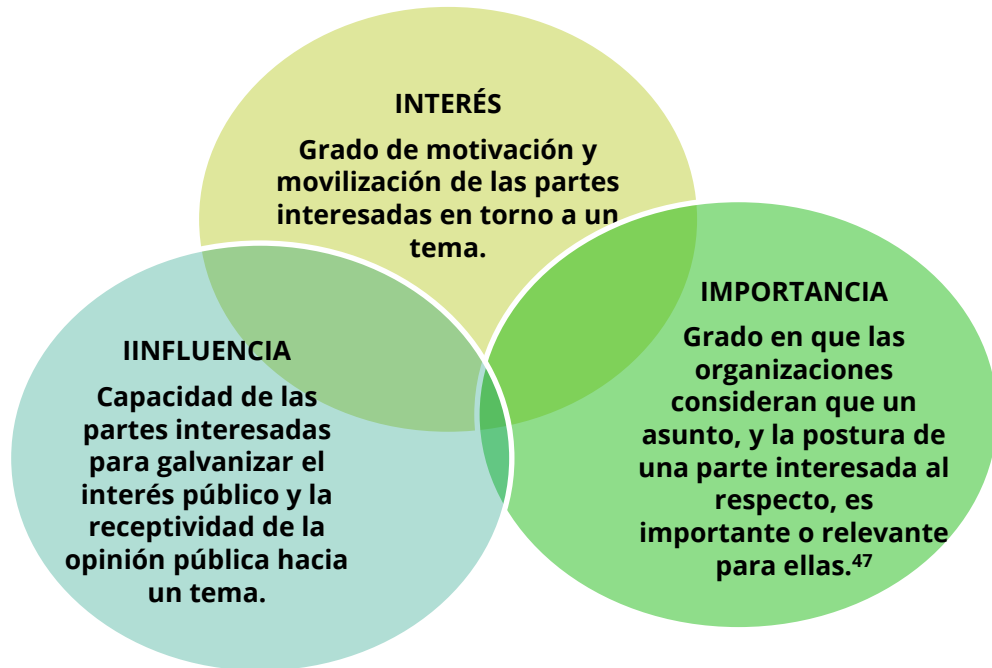 INTERÉS
Grado de motivación y
movilización de las partes
interesadas en torno a un
tema.
IINFLUENCIA
Capacidad de las
partes interesadas
para galvanizar el
interés público y la
receptividad de la
opinión pública hacia
un tema.
IMPORTANCIA
Grado en que las
organizaciones
consideran que un
asunto, y la postura de
una parte interesada al
respecto, es
importante o relevante
para ellas.⁴⁷